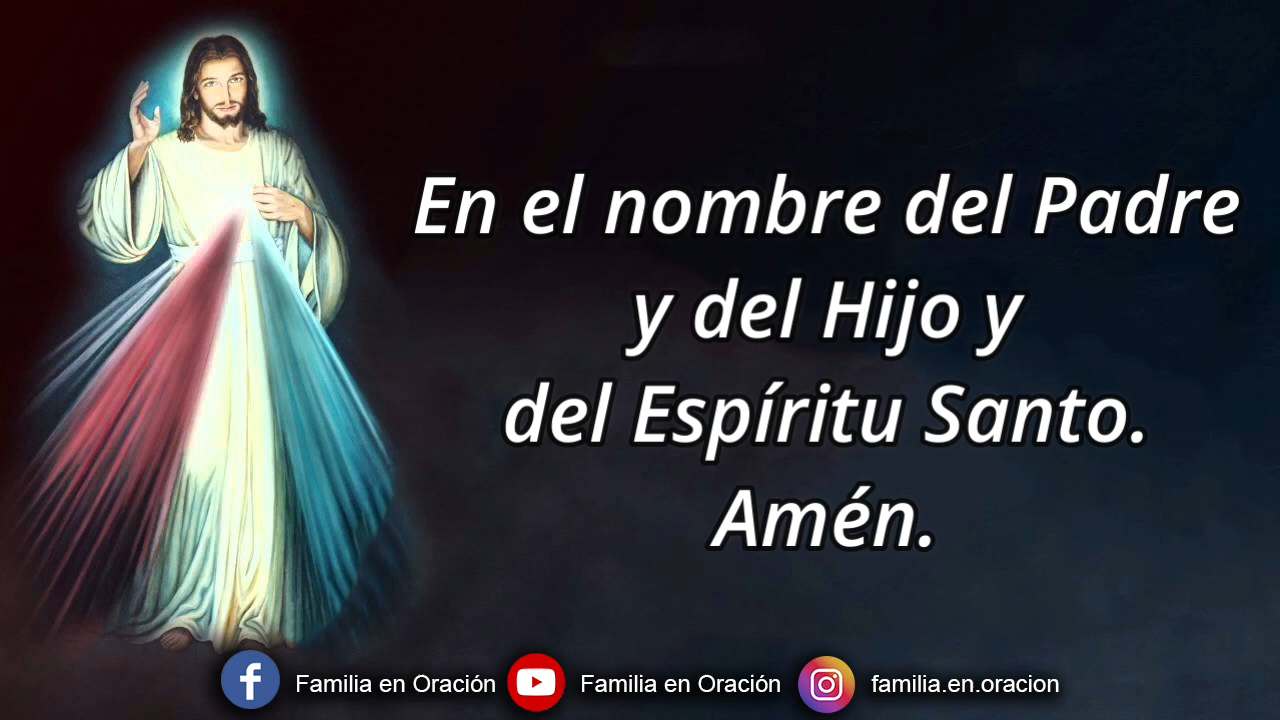 En el nombre del Padre
y del Hijo y
del Espíritu Santo.
Amén.
Familia en Oración
Familia en Oración
familia.en.oracion